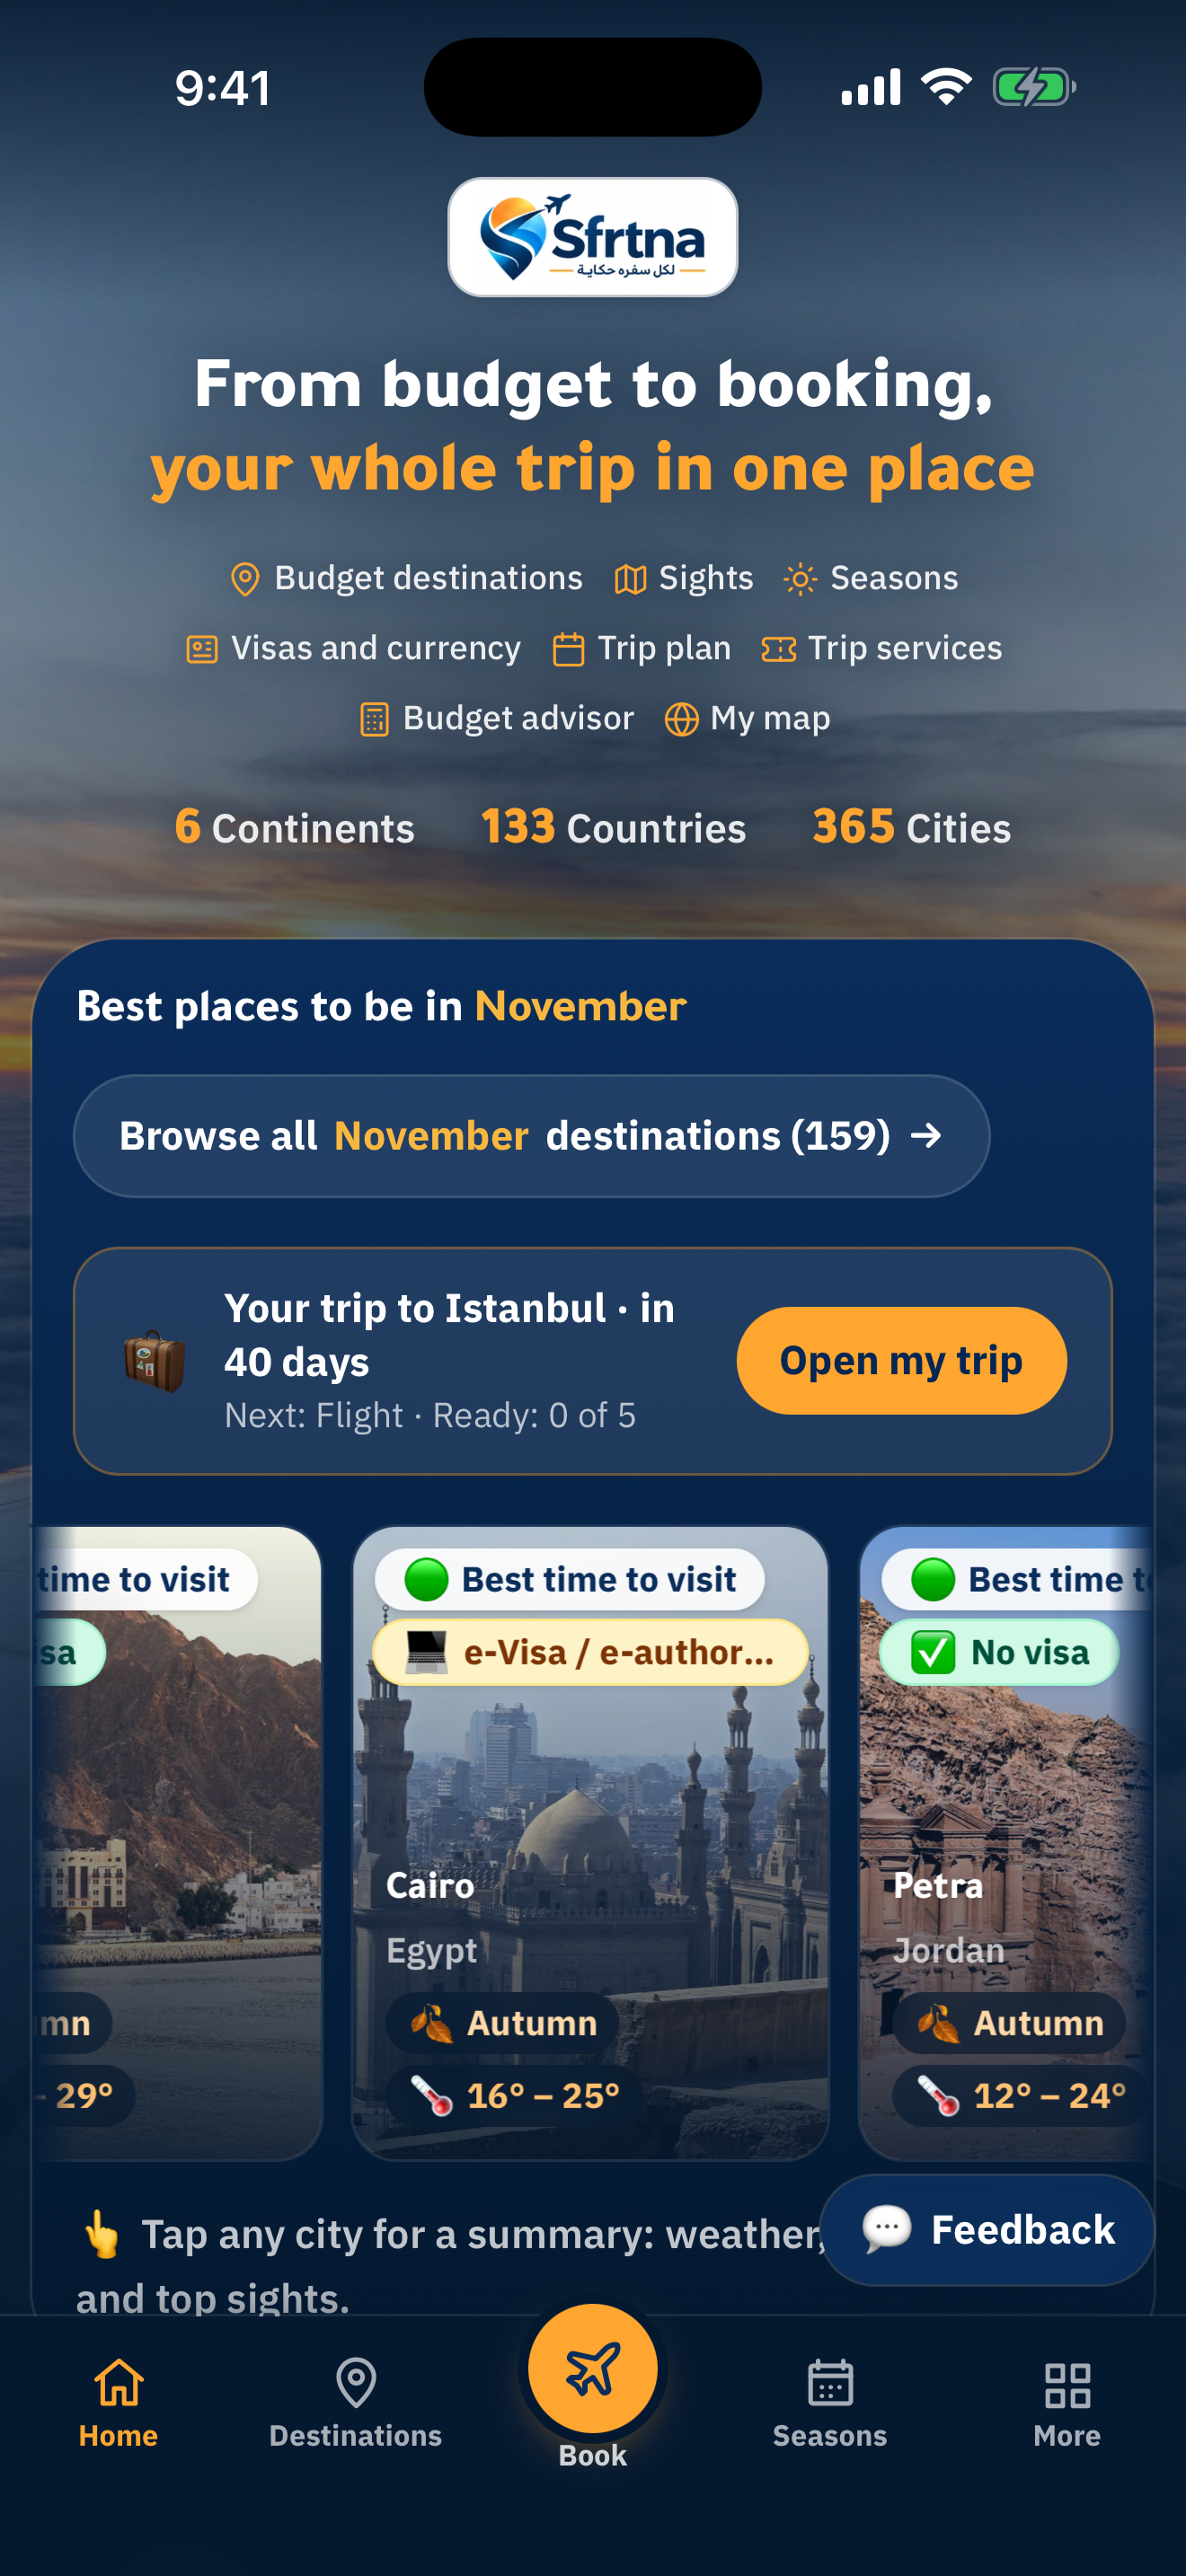 9:41
Sfrtna
لكل سفره حكاية
From budget to booking,
your whole trip in one place
Budget destinations Sights Seasons
Visas and currency Trip plan Trip services
Budget advisor My map
6 Continents 133 Countries 365 Cities
Best places to be in November
Browse all November destinations (159) →
Your trip to Istanbul · in
40 days
Next: Flight · Ready: 0 of 5
Open my trip
time to visit
isa
mn
– 29°
Best time to visit
e-Visa / e-author...
Cairo
Egypt
Autumn
16° – 25°
Best time to
No visa
Petra
Jordan
Autumn
12° – 24°
Tap any city for a summary: weather,
and top sights.
Feedback
Home
Destinations
Book
Seasons
More